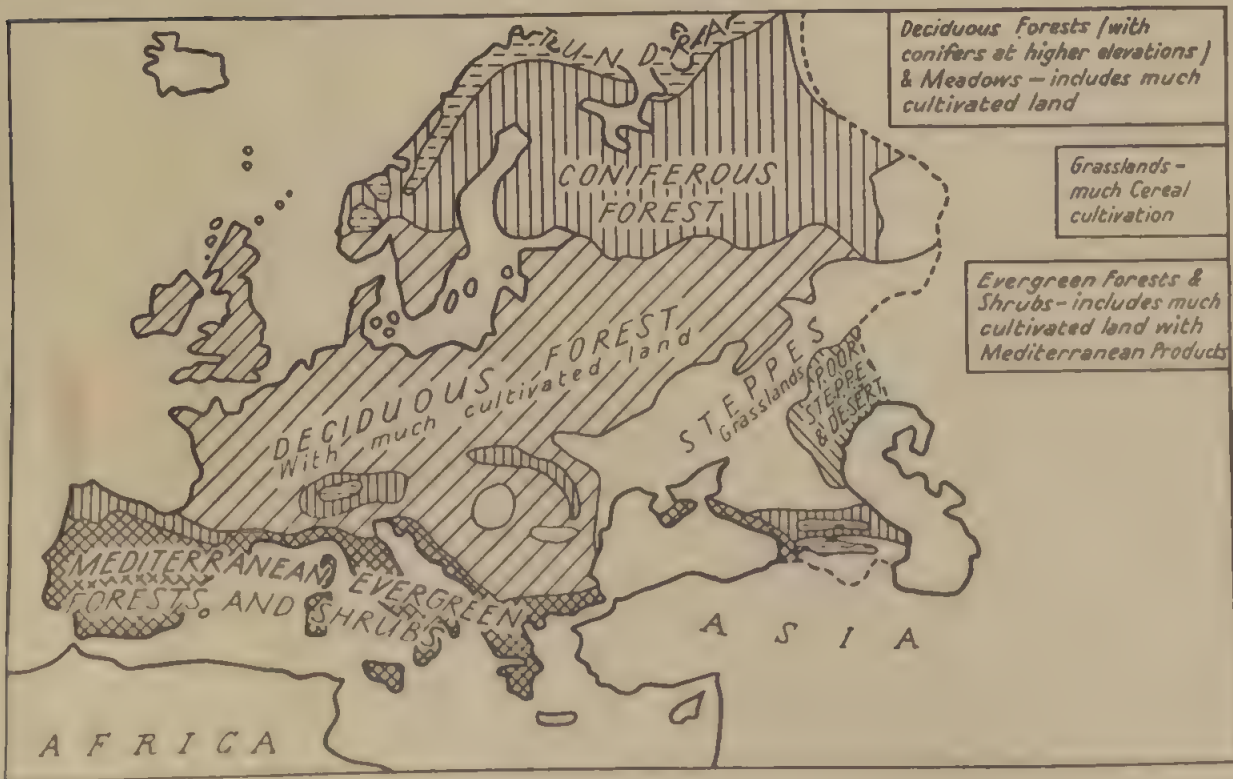 TUNDRA
Deciduous Forests (with
conifers at higher elevations)
& Meadows – includes much
cultivated land
Grasslands –
much Cereal
cultivation
Evergreen Forests &
Shrubs – includes much
cultivated land with
Mediterranean Products
CONIFEROUS
FOREST
DECIDUOUS FOREST
With much cultivated land
STEPPES
Grasslands
POOR
STEPPE
& DESERT
MEDITERRANEAN EVERGREEN
FORESTS AND SHRUBS
ASIA
AFRICA